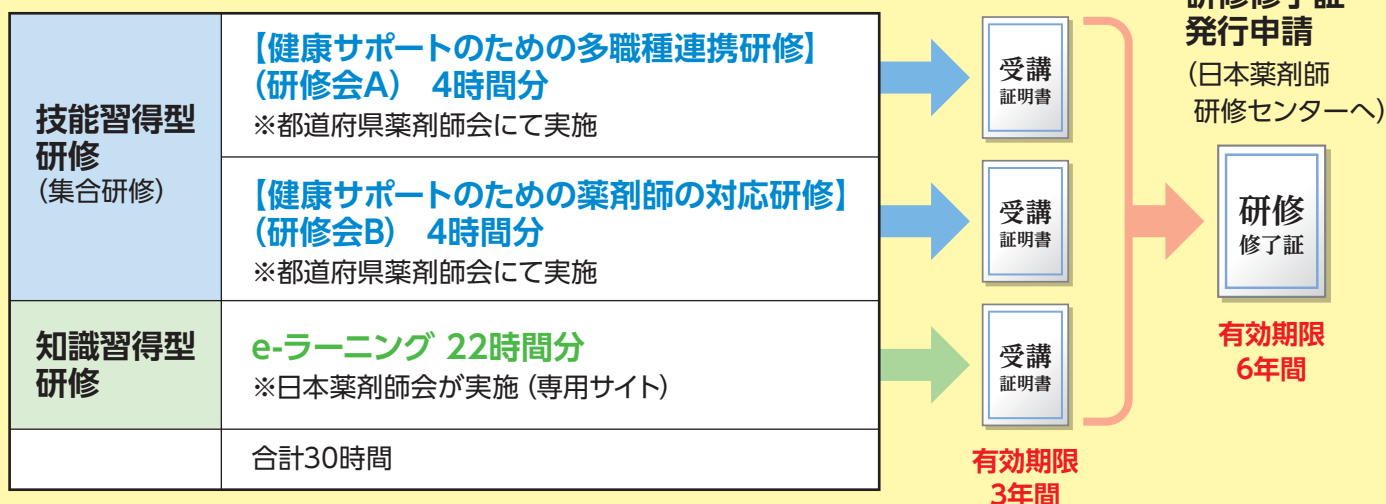 技能習得型
研修
（集合研修）
【健康サポートのための多職種連携研修】
（研修会A） 4時間分
※都道府県薬剤師会にて実施
【健康サポートのための薬剤師の対応研修】
（研修会B） 4時間分
※都道府県薬剤師会にて実施
知識習得型
研修
e-ラーニング 22時間分
※日本薬剤師会が実施（専用サイト）
合計30時間
受講
証明書
受講
証明書
受講
証明書
有効期限
3年間
研修修了証
発行申請
（日本薬剤師
研修センターへ）
研修
修了証
有効期限
6年間